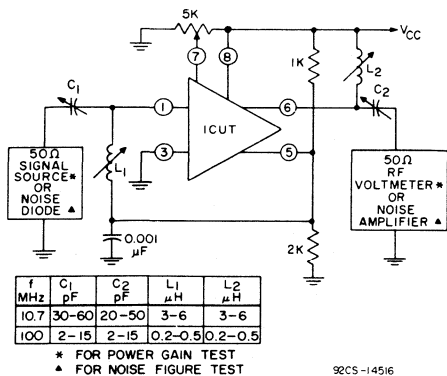 5K
VCC
7
8
1K
L2
C1
C2
1
6
ICUT
3
5
L1
50Ω
SIGNAL
SOURCE*
OR
NOISE
DIODE ▲
50Ω
RF
VOLTMETER *
OR
NOISE
AMPLIFIER ▲
0.001
μF
2K
f MHz C1 pF C2 pF L1 μH L2 μH
10.7 30-60 20-50 3-6 3-6
100 2-15 2-15 0.2-0.5 0.2-0.5
* FOR POWER GAIN TEST
▲ FOR NOISE FIGURE TEST
92CS-14516